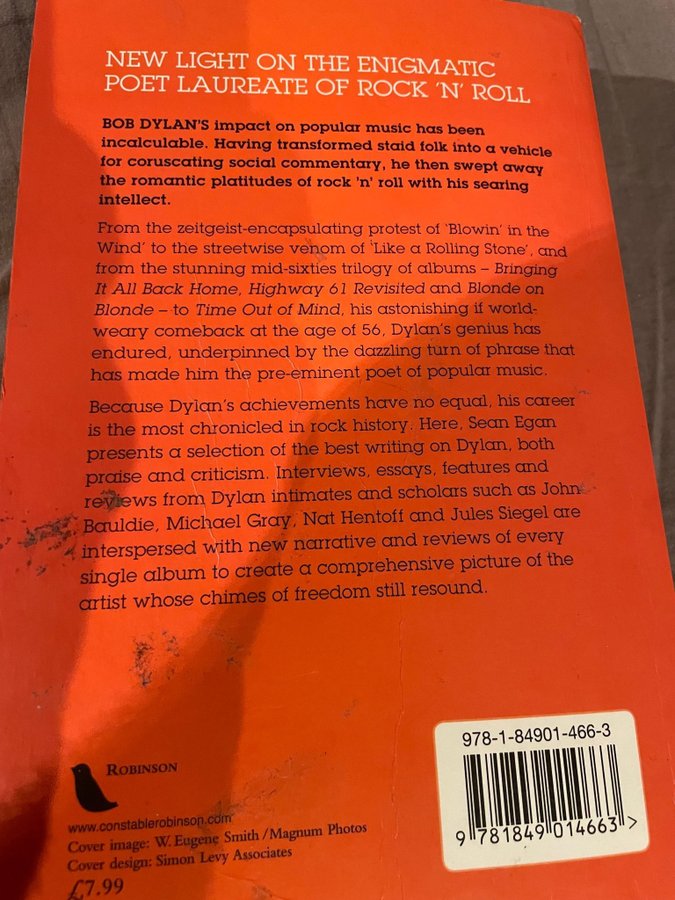 NEW LIGHT ON THE ENIGMATIC
POET LAUREATE OF ROCK 'N' ROLL
BOB DYLAN'S impact on popular music has been
incalculable. Having transformed staid folk into a vehicle
for coruscating social commentary, he then swept away
the romantic platitudes of rock 'n' roll with his searing
intellect.
From the zeitgeist-encapsulating protest of 'Blowin' in the
Wind' to the streetwise venom of 'Like a Rolling Stone', and
from the stunning mid-sixties trilogy of albums – Bringing
It All Back Home, Highway 61 Revisited and Blonde on
Blonde – to Time Out of Mind, his astonishing if world-
weary comeback at the age of 56, Dylan's genius has
endured, underpinned by the dazzling turn of phrase that
has made him the pre-eminent poet of popular music.
Because Dylan's achievements have no equal, his career
is the most chronicled in rock history. Here, Sean Egan
presents a selection of the best writing on Dylan, both
praise and criticism. Interviews, essays, features and
reviews from Dylan intimates and scholars such as John
Bauldie, Michael Gray, Nat Hentoff and Jules Siegel are
interspersed with new narrative and reviews of every
single album to create a comprehensive picture of the
artist whose chimes of freedom still resound.
978-1-84901-466-3
9 781849 014663 >
ROBINSON
www.constablerobinson.com
Cover image: W. Eugene Smith/Magnum Photos
Cover design: Simon Levy Associates
£7.99